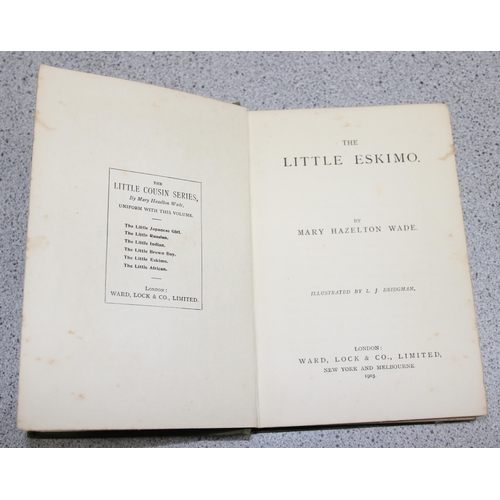 THE
LITTLE COUSIN SERIES,
By Mary Hazelton Wade,
UNIFORM WITH THIS VOLUME.
The Little Japanese Girl.
The Little Russian.
The Little Indian.
The Little Brown Boy.
The Little Eskimo.
The Little African.
LONDON:
WARD, LOCK & CO., LIMITED.
THE
LITTLE ESKIMO.
BY
MARY HAZELTON WADE.
ILLUSTRATED BY L. J. BRIDGMAN.
LONDON:
WARD, LOCK & CO., LIMITED,
NEW YORK AND MELBOURNE.
1903.